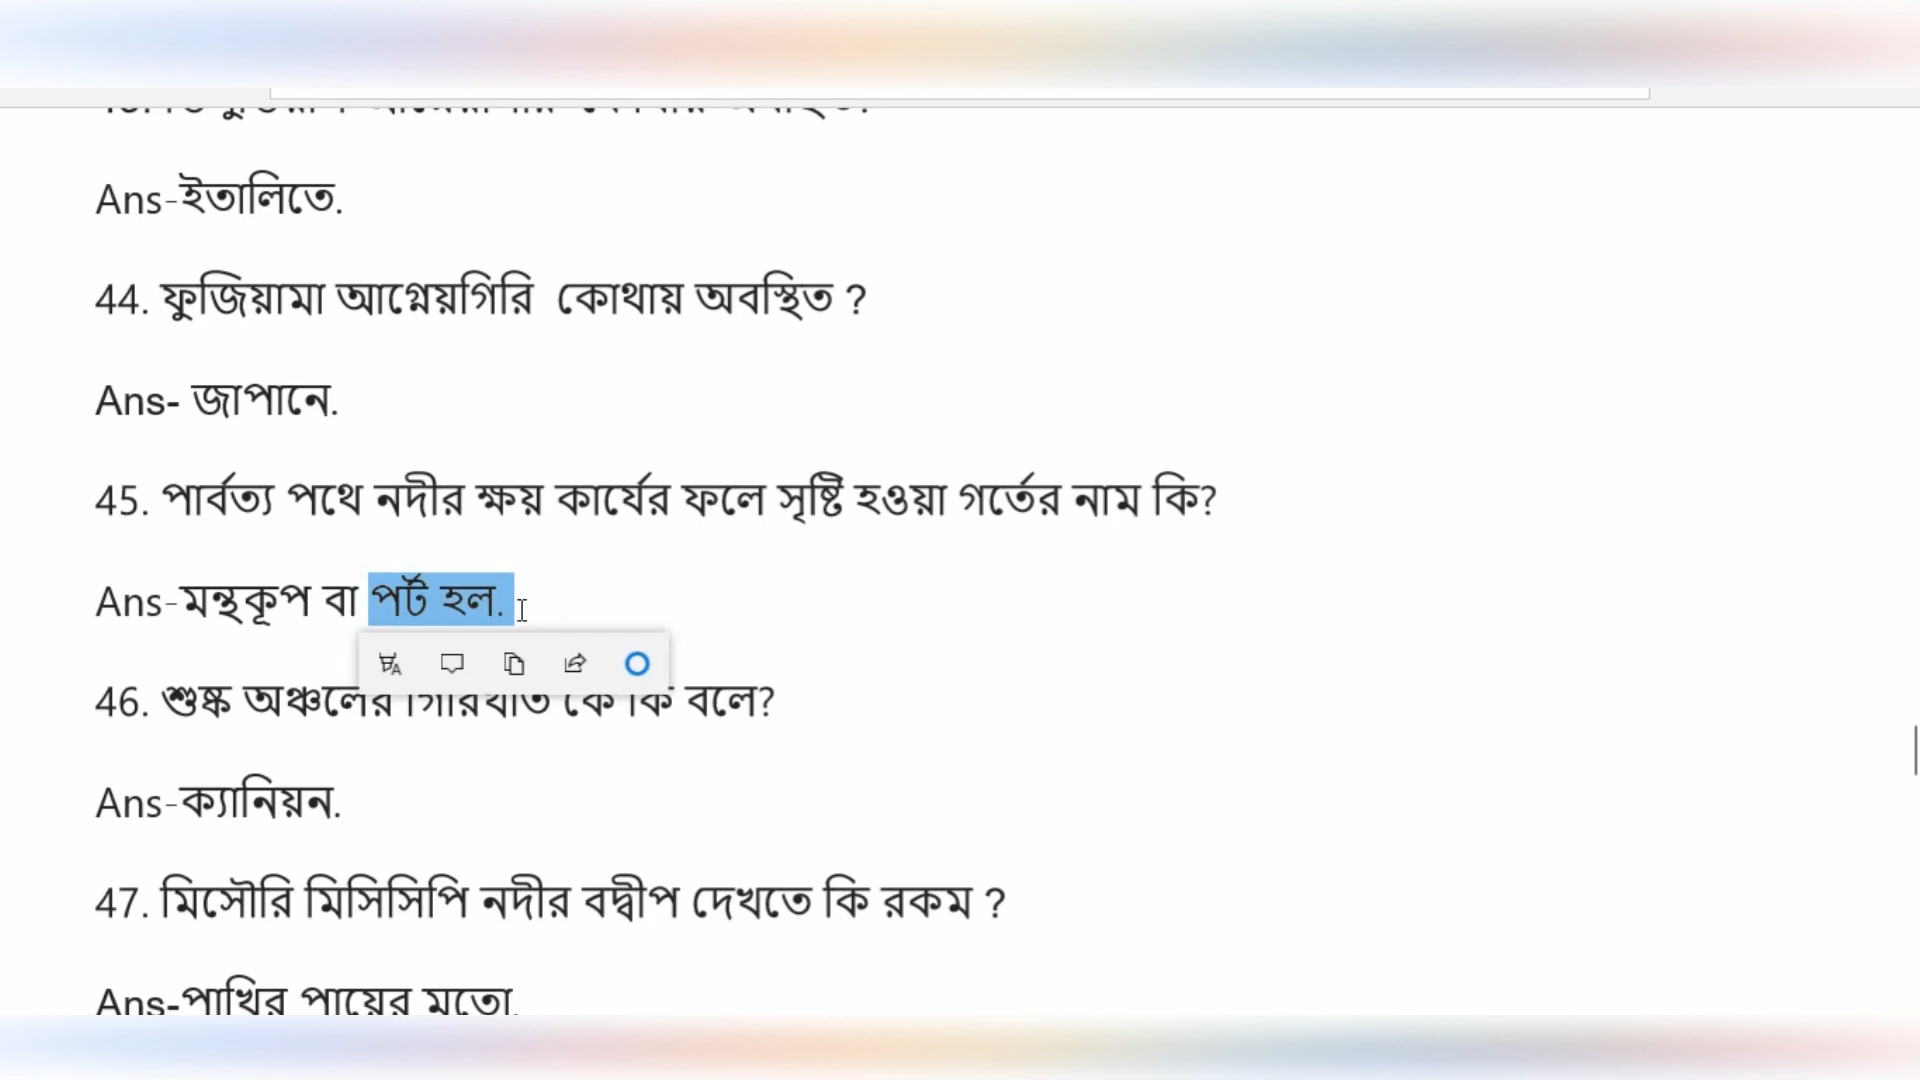 Ans-ইতালিতে.
44. ফুজিয়ামা আগ্নেয়গিরি কোথায় অবস্থিত ?
Ans- জাপানে.
45. পার্বত্য পথে নদীর ক্ষয় কার্যের ফলে সৃষ্টি হওয়া গর্তের নাম কি?
Ans-মন্থকূপ বা পর্ট হল.
46. শুষ্ক অঞ্চলের গিরিখাত কে কি বলে?
Ans-ক্যানিয়ন.
47. মিসৌরি মিসিসিপি নদীর বদ্বীপ দেখতে কি রকম ?
Ans-পাখির পায়ের মতো.